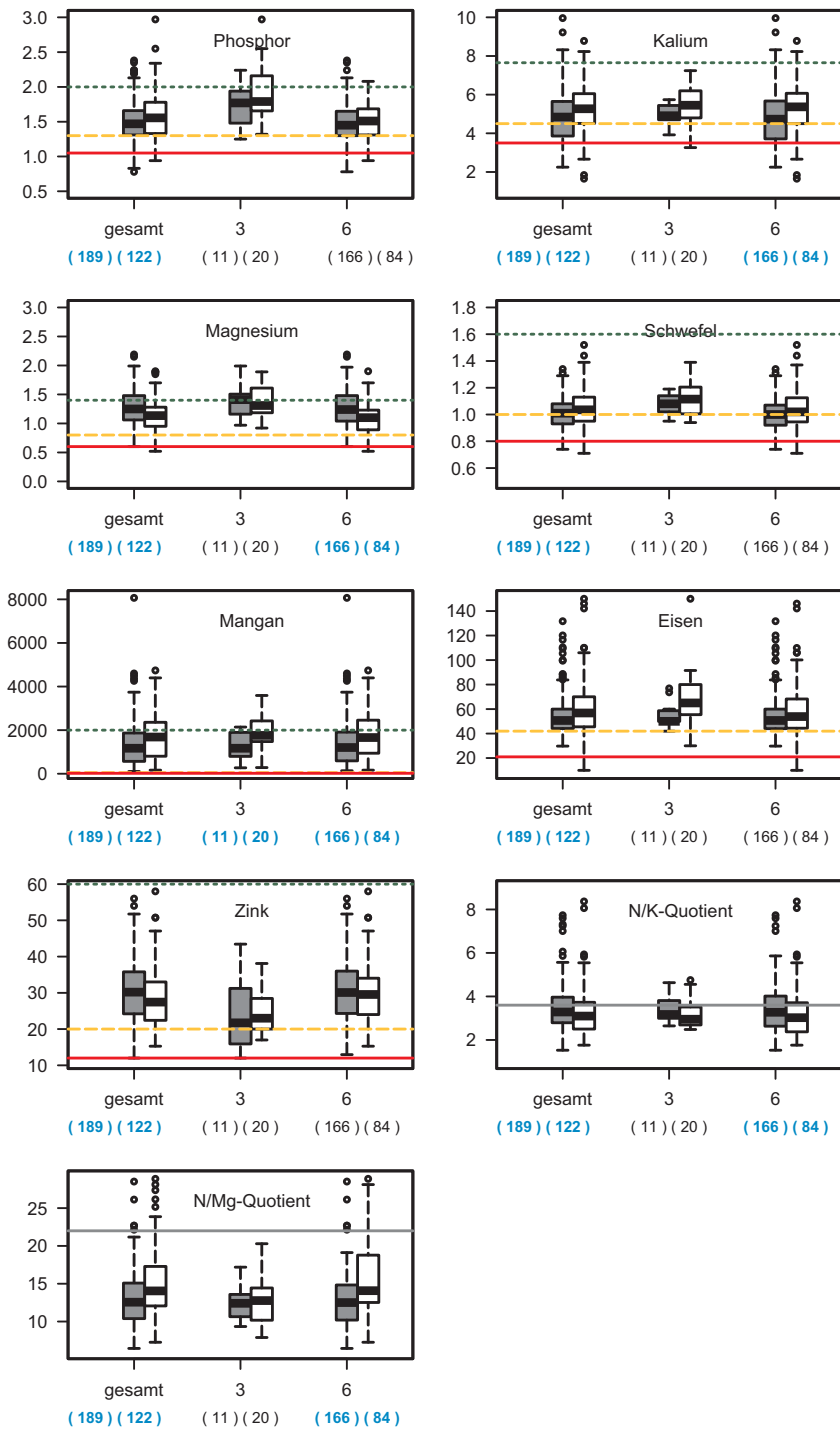 Phosphor
3.0
2.5
2.0
1.5
1.0
0.5
gesamt 3 6
( 189 ) ( 122 ) ( 11 ) ( 20 ) ( 166 ) ( 84 )
Kalium
10
8
6
4
2
gesamt 3 6
( 189 ) ( 122 ) ( 11 ) ( 20 ) ( 166 ) ( 84 )
Magnesium
3.0
2.5
2.0
1.5
1.0
0.5
0.0
gesamt 3 6
( 189 ) ( 122 ) ( 11 ) ( 20 ) ( 166 ) ( 84 )
Schwefel
1.8
1.6
1.4
1.2
1.0
0.8
0.6
gesamt 3 6
( 189 ) ( 122 ) ( 11 ) ( 20 ) ( 166 ) ( 84 )
Mangan
8000
6000
4000
2000
0
gesamt 3 6
( 189 ) ( 122 ) ( 11 ) ( 20 ) ( 166 ) ( 84 )
Eisen
140
120
100
80
60
40
20
gesamt 3 6
( 189 ) ( 122 ) ( 11 ) ( 20 ) ( 166 ) ( 84 )
Zink
60
50
40
30
20
10
gesamt 3 6
( 189 ) ( 122 ) ( 11 ) ( 20 ) ( 166 ) ( 84 )
N/K-Quotient
8
6
4
2
gesamt 3 6
( 189 ) ( 122 ) ( 11 ) ( 20 ) ( 166 ) ( 84 )
N/Mg-Quotient
25
20
15
10
gesamt 3 6
( 189 ) ( 122 ) ( 11 ) ( 20 ) ( 166 ) ( 84 )